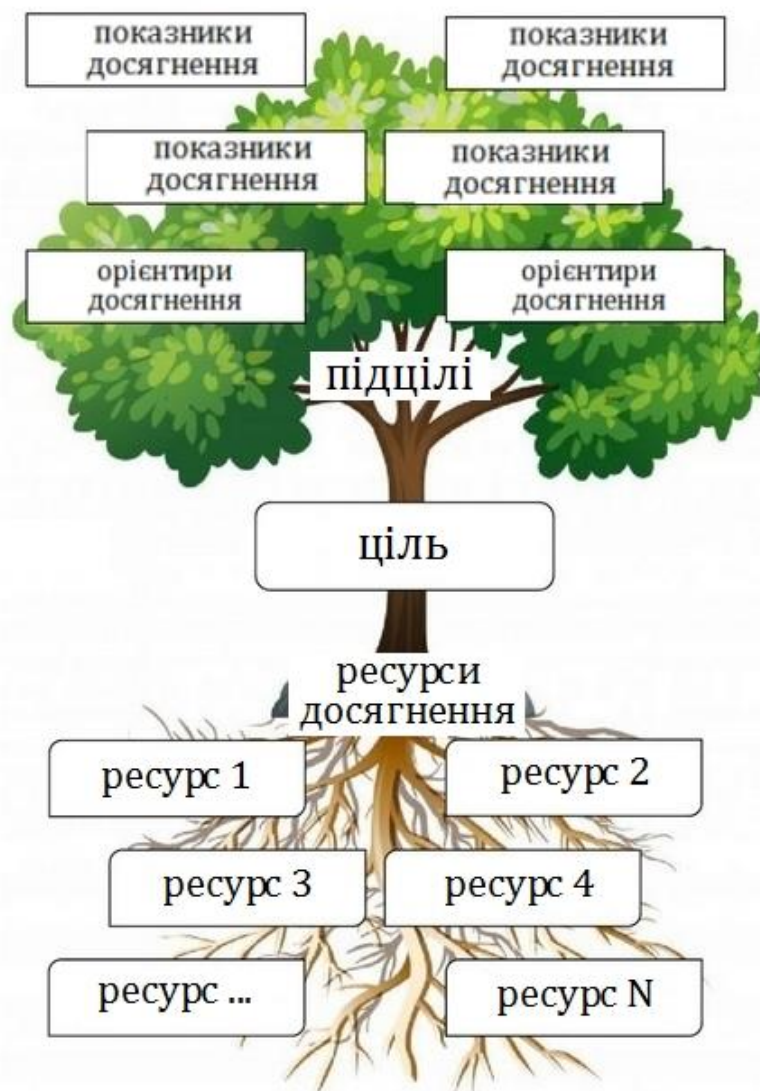 показники
досягнення
показники
досягнення
показники
досягнення
показники
досягнення
орієнтири
досягнення
орієнтири
досягнення
підцілі
ціль
ресурси
досягнення
ресурс 1
ресурс 2
ресурс 3
ресурс 4
ресурс ...
ресурс N